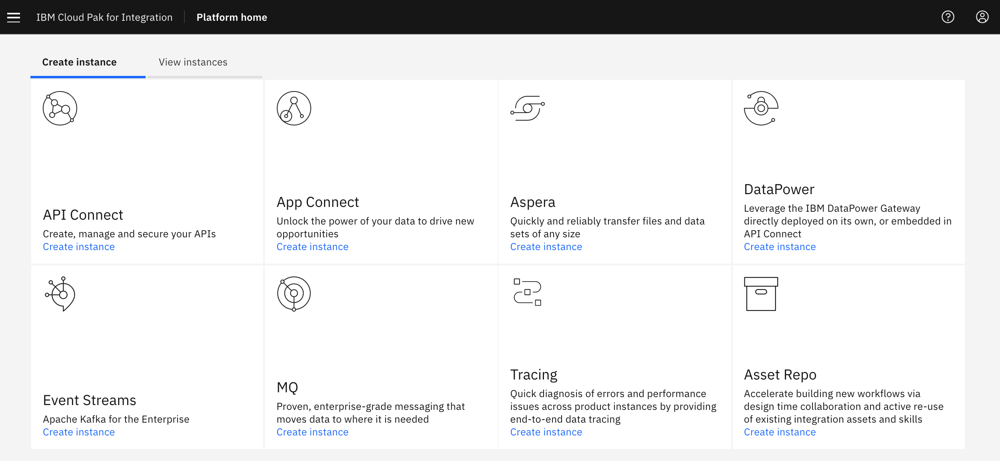 IBM Cloud Pak for Integration
Platform home
Create instance
View instances
API Connect
Create, manage and secure your APIs
Create instance
App Connect
Unlock the power of your data to drive new
opportunities
Create instance
Aspera
Quickly and reliably transfer files and data
sets of any size
Create instance
DataPower
Leverage the IBM DataPower Gateway
directly deployed on its own, or embedded in
API Connect
Create instance
Event Streams
Apache Kafka for the Enterprise
Create instance
MQ
Proven, enterprise-grade messaging that
moves data to where it is needed
Create instance
Tracing
Quick diagnosis of errors and performance
issues across product instances by providing
end-to-end data tracing
Create instance
Asset Repo
Accelerate building new workflows via
design time collaboration and active re-use
of existing integration assets and skills
Create instance